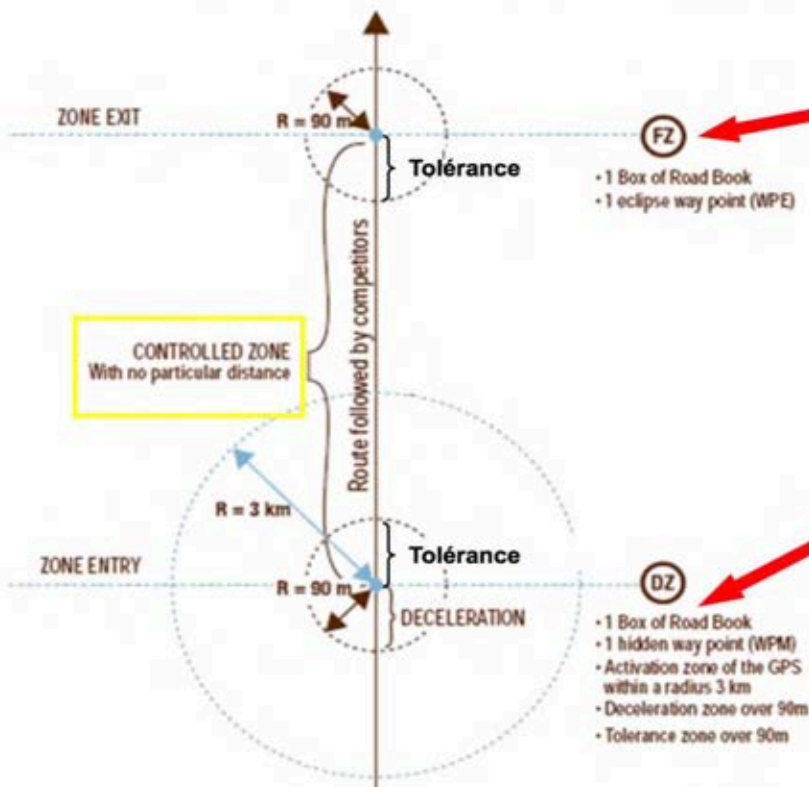 ZONE EXIT
R = 90 m
Tolérance
FZ
• 1 Box of Road Book
• 1 eclipse way point (WPE)
Route followed by competitors
CONTROLLED ZONE
With no particular distance
R = 3 km
ZONE ENTRY
R = 90 m
Tolérance
DECELERATION
DZ
• 1 Box of Road Book
• 1 hidden way point (WPM)
• Activation zone of the GPS
within a radius 3 km
• Deceleration zone over 90m
• Tolerance zone over 90m